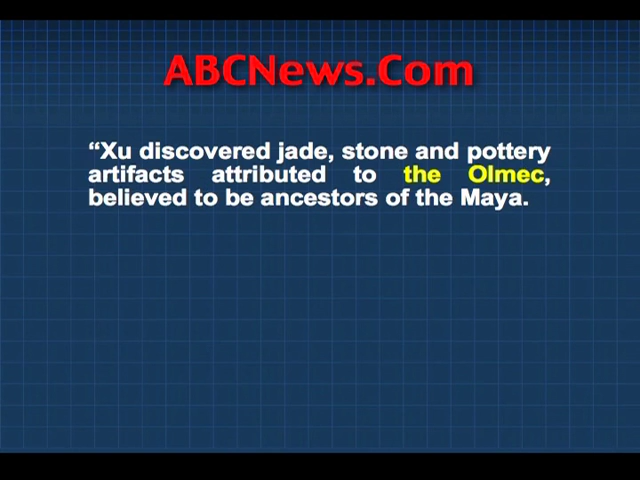 ABCNews.Com
“Xu discovered jade, stone and pottery
artifacts attributed to the Olmec,
believed to be ancestors of the Maya.